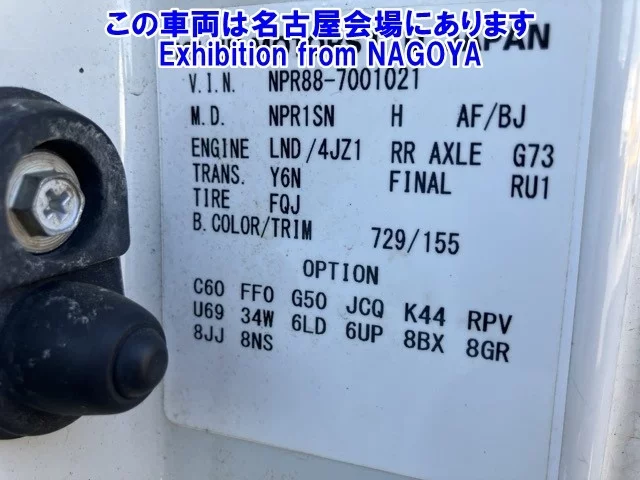 この車両は名古屋会場にあります
Exhibition from NAGOYA
JAPAN
V.I.N. NPR88-7001021
M.D. NPR1SN H AF/BJ
ENGINE LND/4JZ1 RR AXLE G73
TRANS. Y6N FINAL RU1
TIRE FQJ
B.COLOR/TRIM 729/155
OPTION
C60 FF0 G50 JCQ K44 RPV
U69 34W 6LD 6UP 8BX 8GR
8JJ 8NS